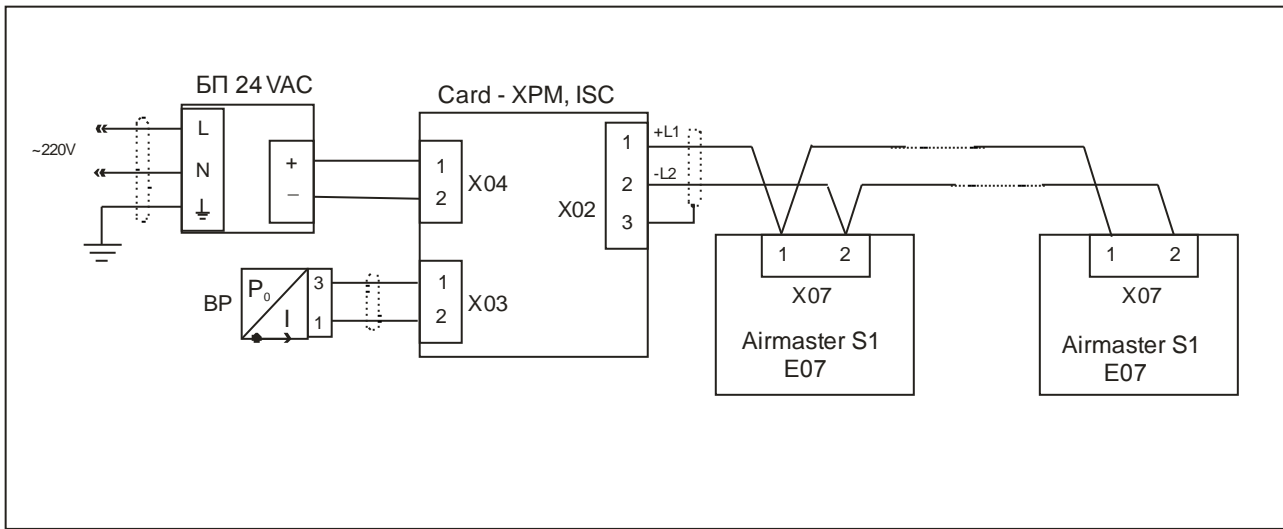 БП 24 VAC
Card - XPM, ISC
~220V
L
N
+
−
1
2
X04
X02
1
2
3
+L1
-L2
BP
P0
I
3
1
1
2
X03
1 2
X07
Airmaster S1
E07
1 2
X07
Airmaster S1
E07